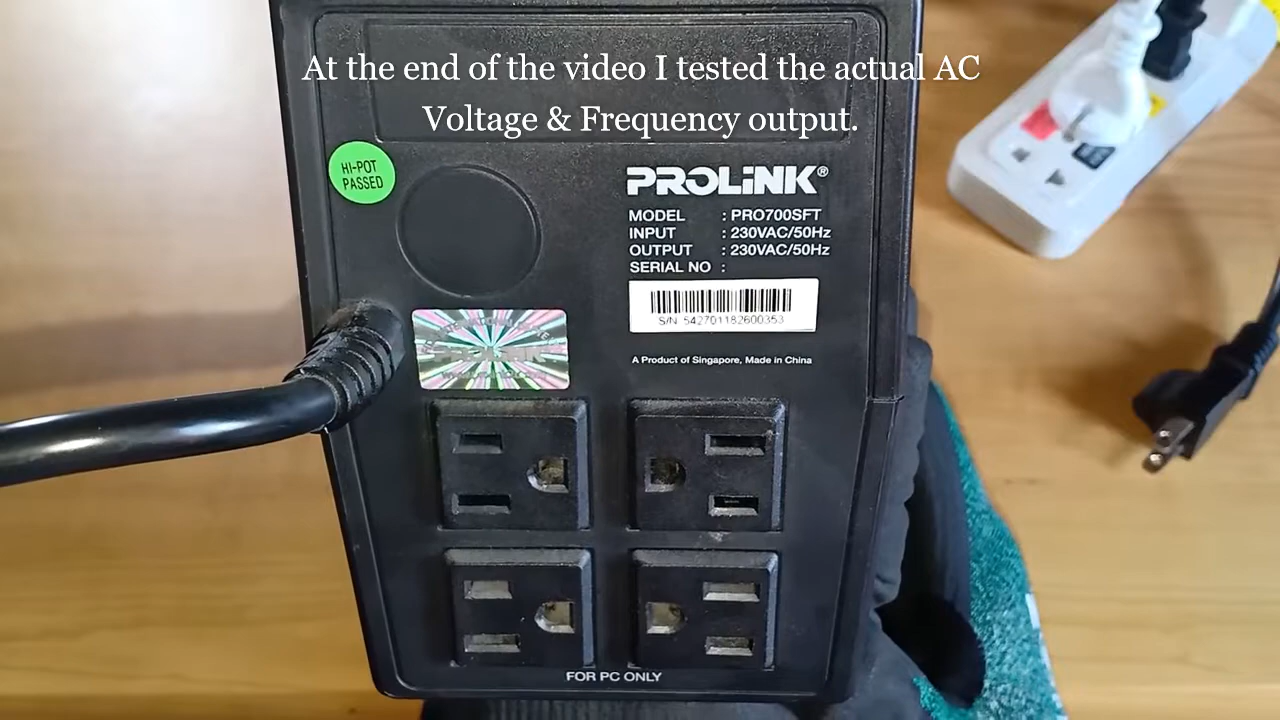 At the end of the video I tested the actual AC
Voltage & Frequency output.
HI-POT
PASSED
PROLiNK®
MODEL : PRO700SFT
INPUT : 230VAC/50Hz
OUTPUT : 230VAC/50Hz
SERIAL NO :
S/N 542701182600353
A Product of Singapore, Made in China
FOR PC ONLY